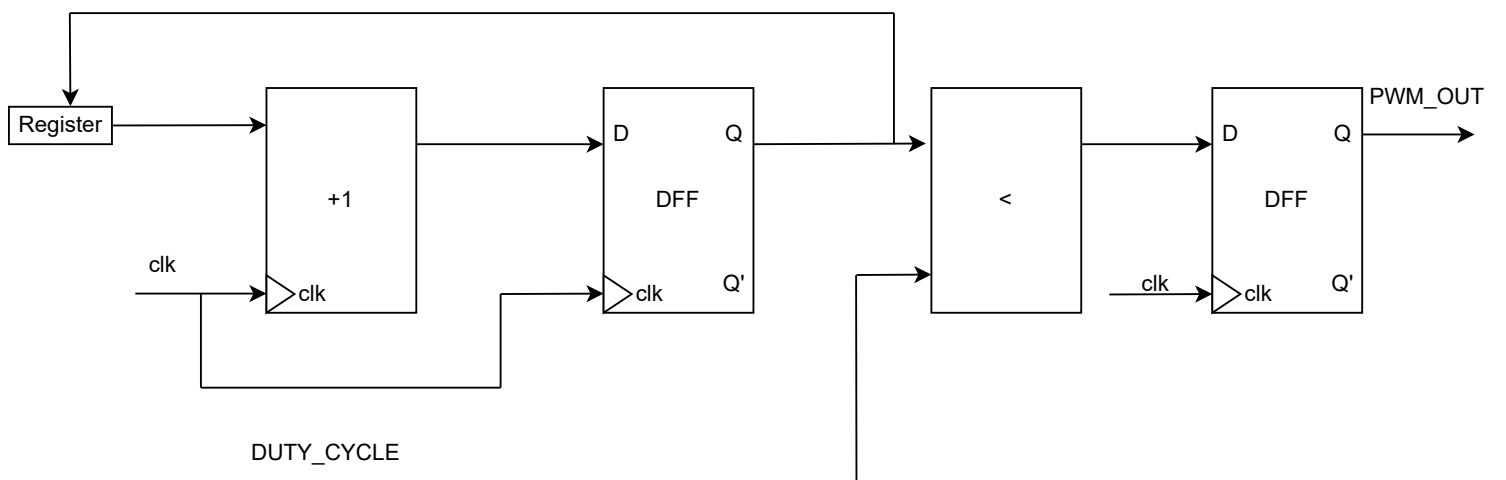 PWM_OUT
Register
D
Q
D
Q
+1
DFF
<
DFF
clk
clk
Q'
clk
clk
Q'
clk
DUTY_CYCLE